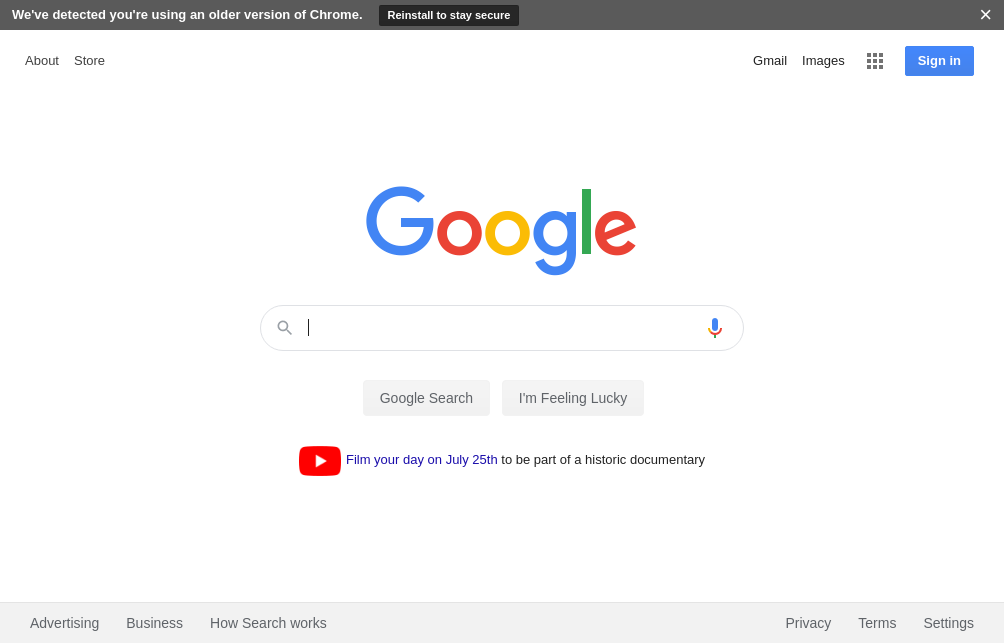 We've detected you're using an older version of Chrome. Reinstall to stay secure
About Store Gmail Images Sign in
Google
Google Search I'm Feeling Lucky
Film your day on July 25th to be part of a historic documentary
Advertising Business How Search works Privacy Terms Settings